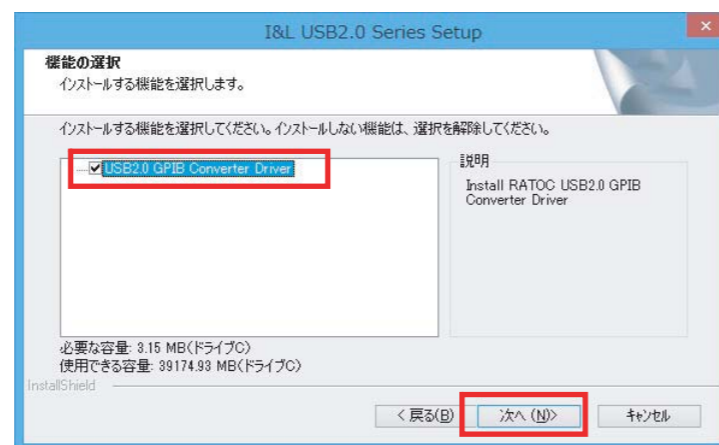 I&L USB2.0 Series Setup
機能の選択
インストールする機能を選択します。
インストールする機能を選択してください。インストールしない機能は、選択を解除してください。
USB2.0 GPIB Converter Driver
説明
Install RATOC USB2.0 GPIB
Converter Driver
必要な容量: 3.15 MB(ドライブC)
使用できる容量: 39174.93 MB(ドライブC)
InstallShield
< 戻る(B)
次へ (N)>
キャンセル